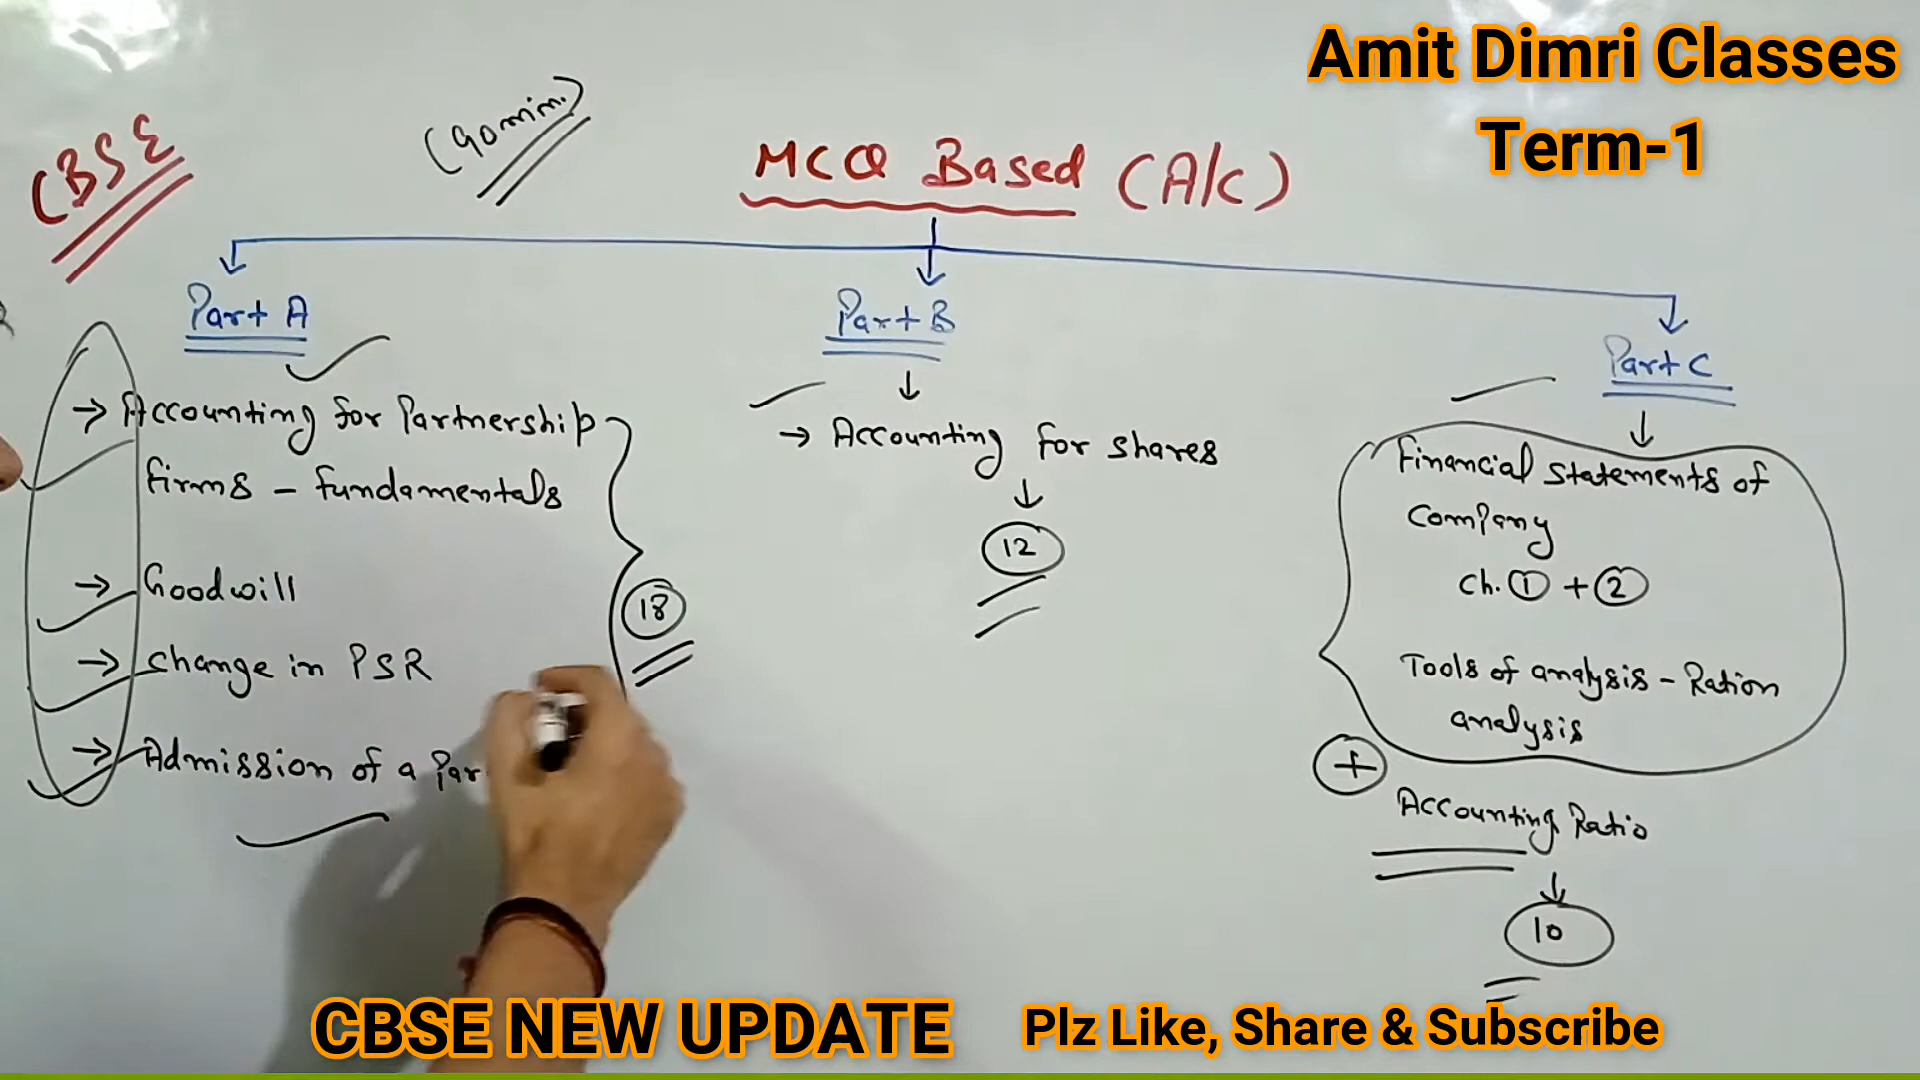 Amit Dimri Classes
Term-1
CBSE
(90min.)
MCQ Based (A/c)
Part A
→ Accounting for Partnership
firms - fundamentals
→ Goodwill
→ change in PSR
→ Admission of a Par
18
Part B
→ Accounting for shares
12
Part C
Financial statements of
Company
Ch. 1 + 2
Tools of analysis - Ration
analysis
+
Accounting Ratio
10
CBSE NEW UPDATE
Plz Like, Share & Subscribe